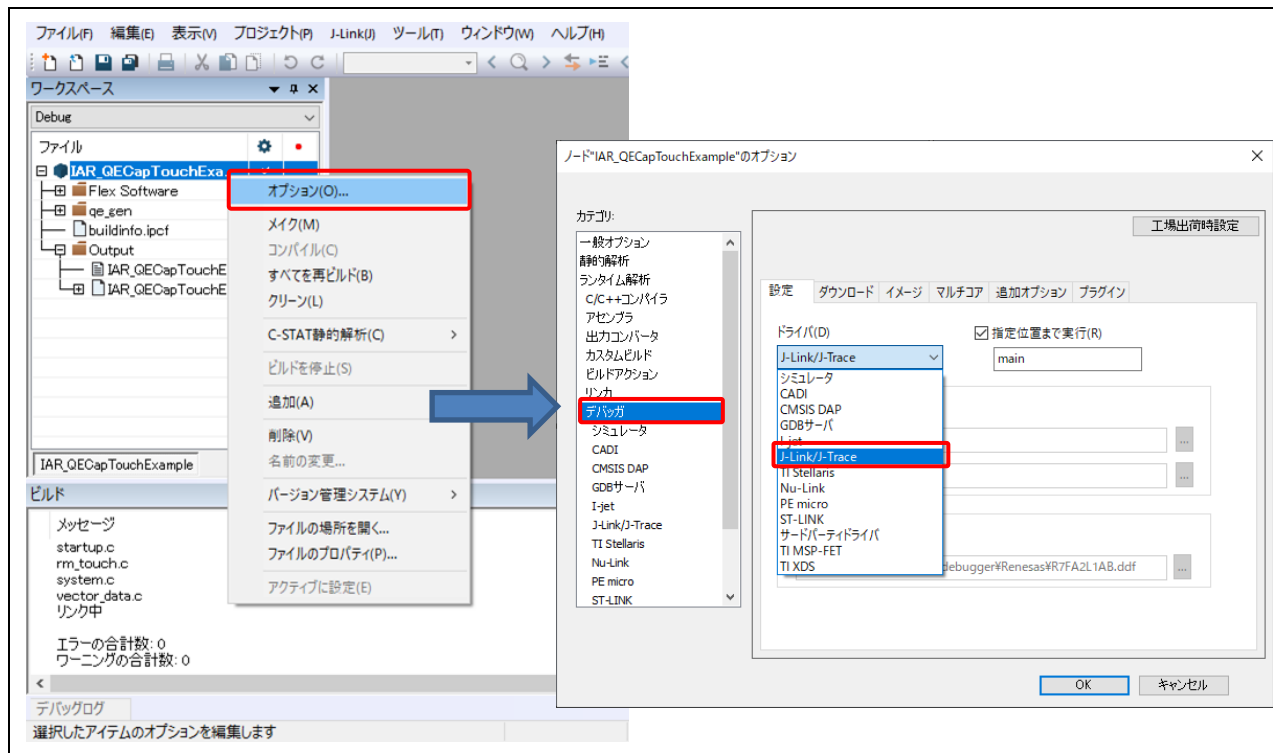 ファイル(F) 編集(E) 表示(V) プロジェクト(P) J-Link(J) ツール(T) ウィンドウ(W) ヘルプ(H)
ワークスペース
Debug
ファイル
IAR_QECapTouchExa
Flex Software
qe_gen
buildinfo.ipcf
Output
IAR_QECapTouchE
IAR_QECapTouchE
IAR_QECapTouchExample
オプション(O)...
メイク(M)
コンパイル(C)
すべてを再ビルド(B)
クリーン(L)
C-STAT静的解析(C)
ビルドを停止(S)
追加(A)
削除(V)
名前の変更...
バージョン管理システム(Y)
ファイルの場所を開く...
ファイルのプロパティ(P)...
アクティブに設定(E)
ビルド
メッセージ
startup.c
rm_touch.c
system.c
vector_data.c
リンク中
エラーの合計数: 0
ワーニングの合計数: 0
デバッグログ
選択したアイテムのオプションを編集します
ノード"IAR_QECapTouchExample"のオプション
カテゴリ:
一般オプション
静的解析
ランタイム解析
C/C++コンパイラ
アセンブラ
出力コンバータ
カスタムビルド
ビルドアクション
リンカ
デバッガ
シミュレータ
CADI
CMSIS DAP
GDBサーバ
I-jet
J-Link/J-Trace
TI Stellaris
Nu-Link
PE micro
ST-LINK
工場出荷時設定
設定 ダウンロード イメージ マルチコア 追加オプション プラグイン
ドライバ(D)
指定位置まで実行(R)
J-Link/J-Trace
main
シミュレータ
CADI
CMSIS DAP
GDBサーバ
I-jet
J-Link/J-Trace
TI Stellaris
Nu-Link
PE micro
ST-LINK
サードパーティドライバ
TI MSP-FET
TI XDS
debugger¥Renesas¥R7FA2L1AB.ddf
OK キャンセル